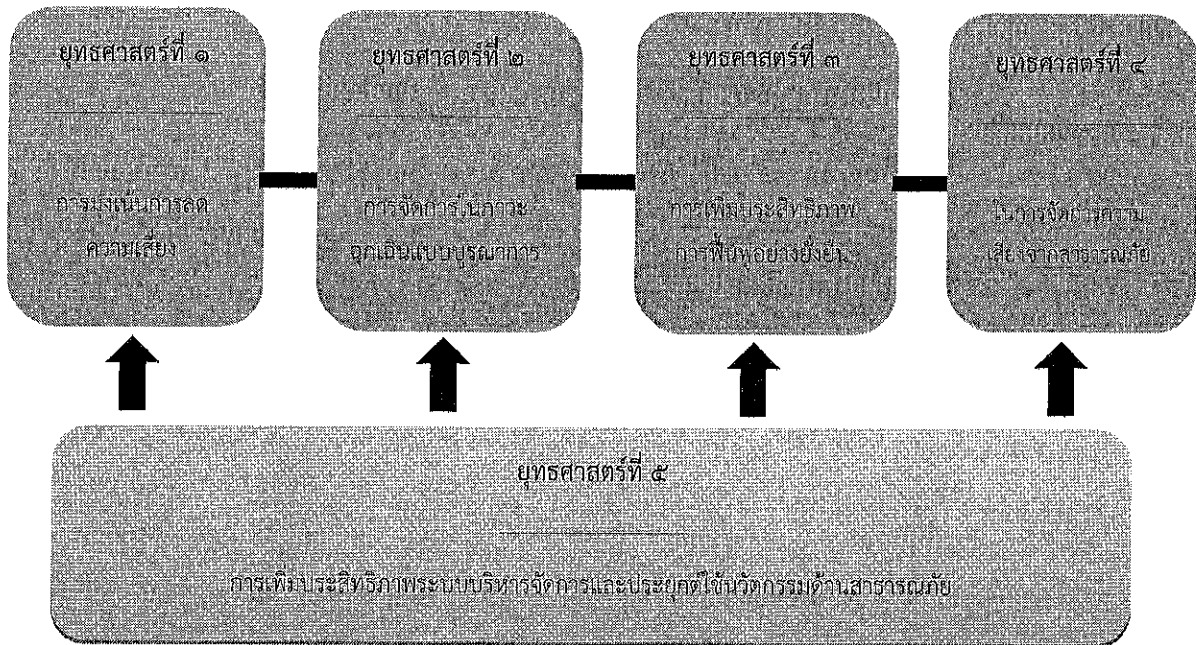 ยุทธศาสตร์ที่ ๑
การมุ่งเน้นการลด
ความเสี่ยง
ยุทธศาสตร์ที่ ๒
การจัดการในภาวะ
ฉุกเฉินแบบบูรณาการ
ยุทธศาสตร์ที่ ๓
การเพิ่มประสิทธิภาพ
การฟื้นฟูอย่างยั่งยืน
ยุทธศาสตร์ที่ ๔
ในการจัดการความ
เสี่ยงจากสาธารณภัย
ยุทธศาสตร์ที่ ๕
การเพิ่มประสิทธิภาพระบบบริหารจัดการและประยุกต์ใช้นวัตกรรมด้านสาธารณภัย